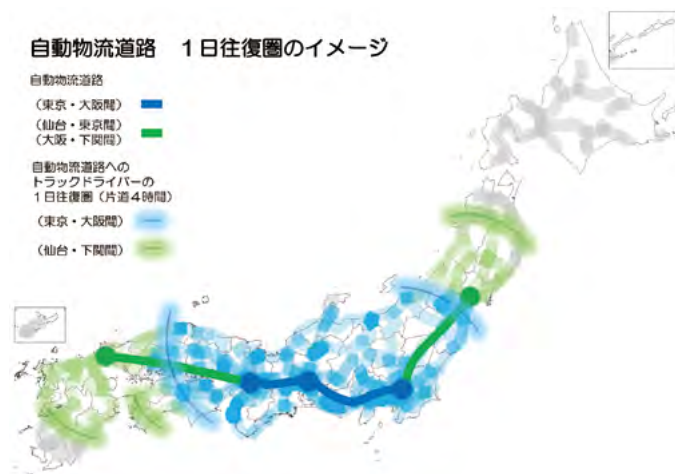 自動物流道路　１日往復圏のイメージ
自動物流道路
（東京・大阪間）
（仙台・東京間）
（大阪・下関間）
自動物流道路への
トラックドライバーの
１日往復圏（片道４時間）
（東京・大阪間）
（仙台・下関間）